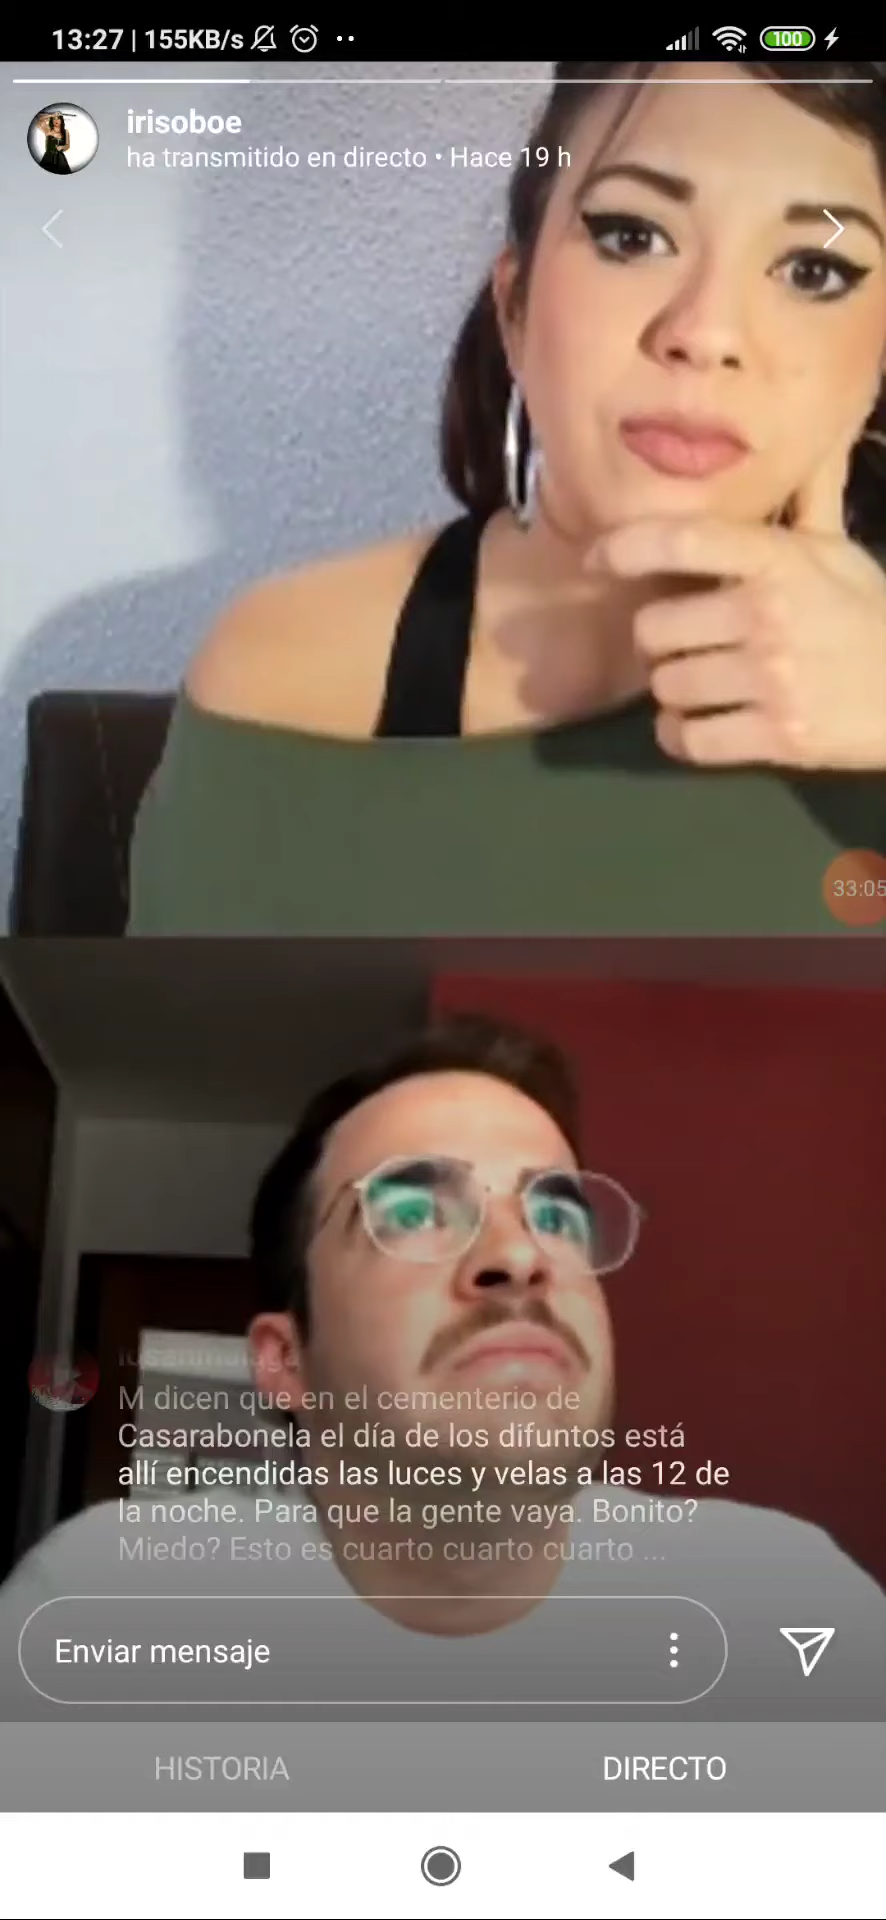 13:27 | 155KB/s
100
irisoboe
ha transmitido en directo • Hace 19 h
33:05
M dicen que en el cementerio de
Casarabonela el día de los difuntos está
allí encendidas las luces y velas a las 12 de
la noche. Para que la gente vaya. Bonito?
Miedo? Esto es cuarto cuarto cuarto ...
Enviar mensaje
HISTORIA
DIRECTO